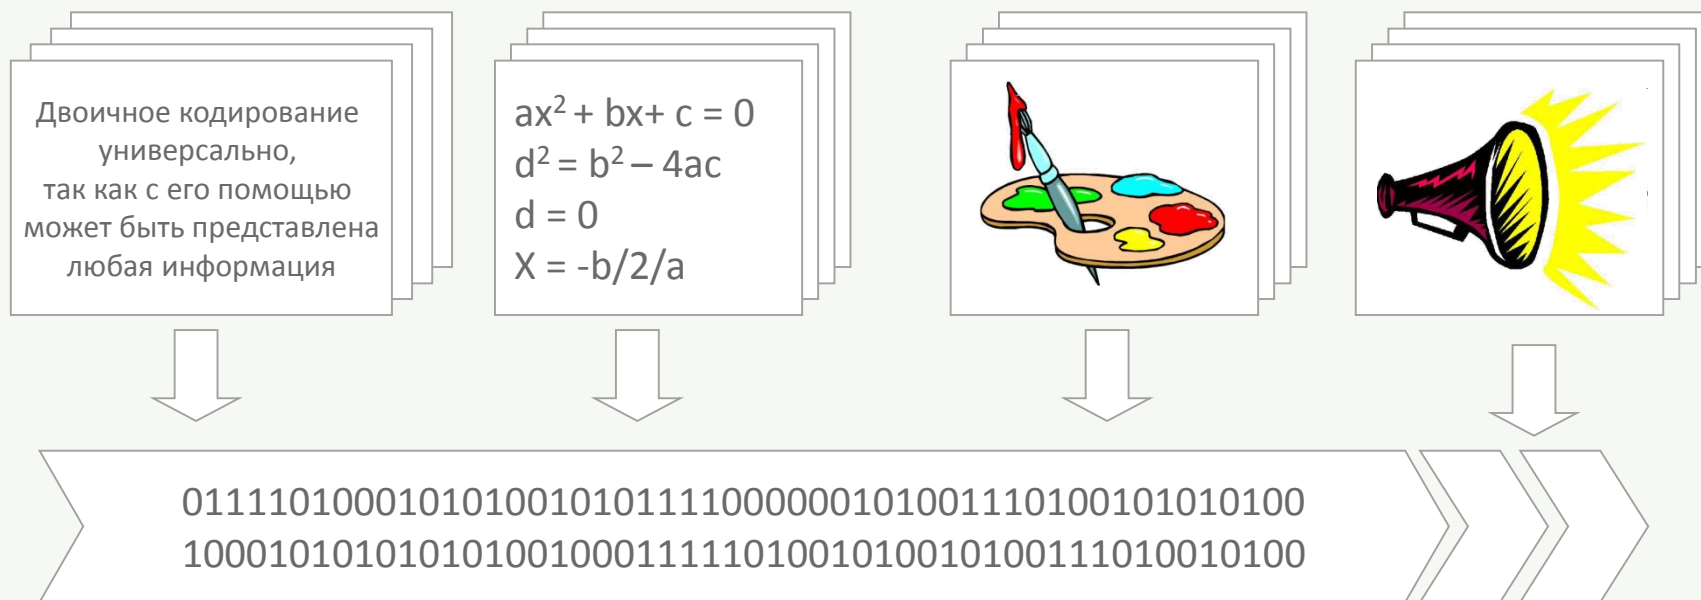 Двоичное кодирование
универсально,
так как с его помощью
может быть представлена
любая информация
ax² + bx+ c = 0
d² = b² – 4ac
d = 0
X = -b/2/a
0111101000101010010101111000000101001110100101010100
1000101010101010010001111101001010010100111010010100